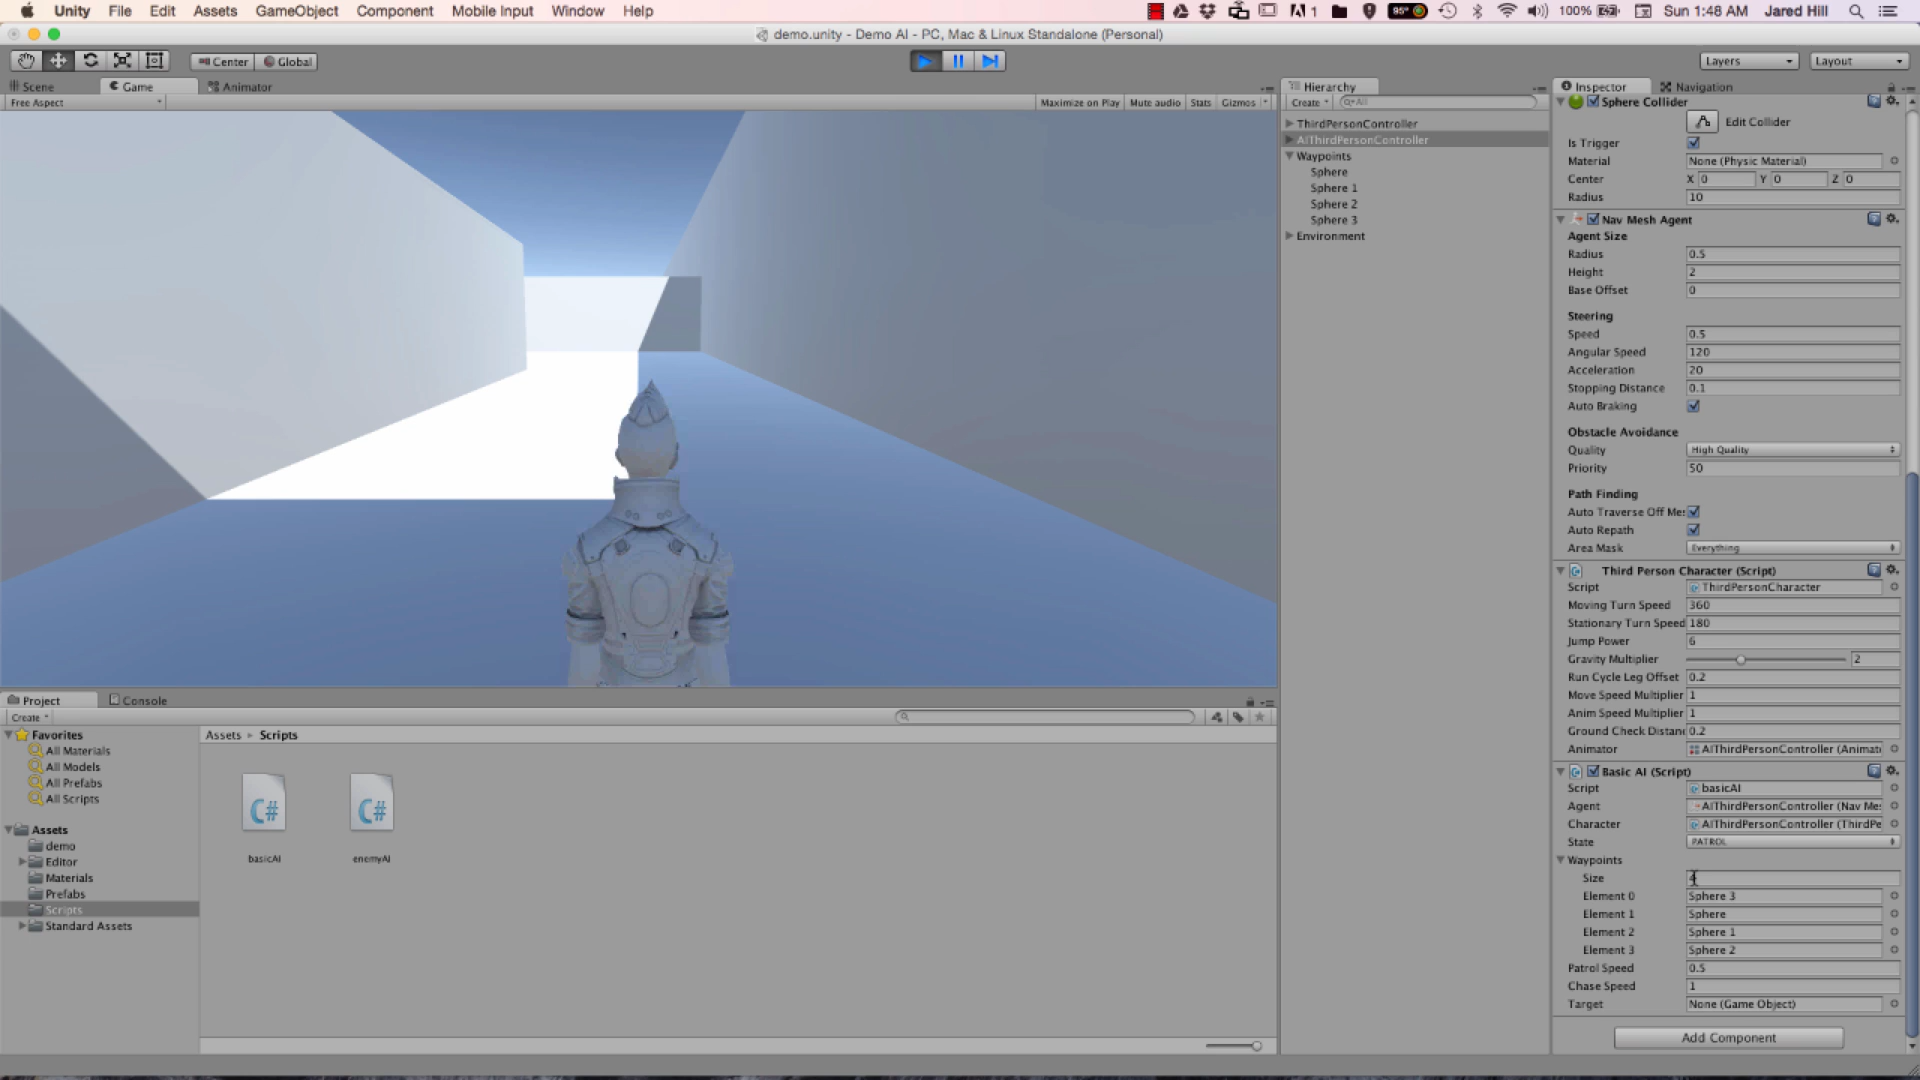 Unity File Edit Assets GameObject Component Mobile Input Window Help 1 95° 100% Sun 1:48 AM Jared Hill
demo.unity - Demo AI - PC, Mac & Linux Standalone (Personal)
Center Global Layers Layout
Scene Game Animator
Free Aspect Maximize on Play Mute audio Stats Gizmos
Hierarchy
Create All
ThirdPersonController
AIThirdPersonController
Waypoints
Sphere
Sphere 1
Sphere 2
Sphere 3
Environment
Inspector Navigation
Sphere Collider
Edit Collider
Is Trigger
Material None (Physic Material)
Center X 0 Y 0 Z 0
Radius 10
Nav Mesh Agent
Agent Size
Radius 0.5
Height 2
Base Offset 0
Steering
Speed 0.5
Angular Speed 120
Acceleration 20
Stopping Distance 0.1
Auto Braking
Obstacle Avoidance
Quality High Quality
Priority 50
Path Finding
Auto Traverse Off Me
Auto Repath
Area Mask Everything
Third Person Character (Script)
Script ThirdPersonCharacter
Moving Turn Speed 360
Stationary Turn Speed 180
Jump Power 6
Gravity Multiplier 2
Run Cycle Leg Offset 0.2
Move Speed Multiplier 1
Anim Speed Multiplier 1
Ground Check Distan 0.2
Animator AIThirdPersonController (Animat
Basic AI (Script)
Script basicAI
Agent AIThirdPersonController (Nav Me
Character AIThirdPersonController (ThirdPe
State PATROL
Waypoints
Size
Element 0 Sphere 3
Element 1 Sphere
Element 2 Sphere 1
Element 3 Sphere 2
Patrol Speed 0.5
Chase Speed 1
Target None (Game Object)
Add Component
Project Console
Create
Favorites
All Materials
All Models
All Prefabs
All Scripts
Assets
demo
Editor
Materials
Prefabs
Scripts
Standard Assets
Assets Scripts
C# C#
basicAI enemyAI